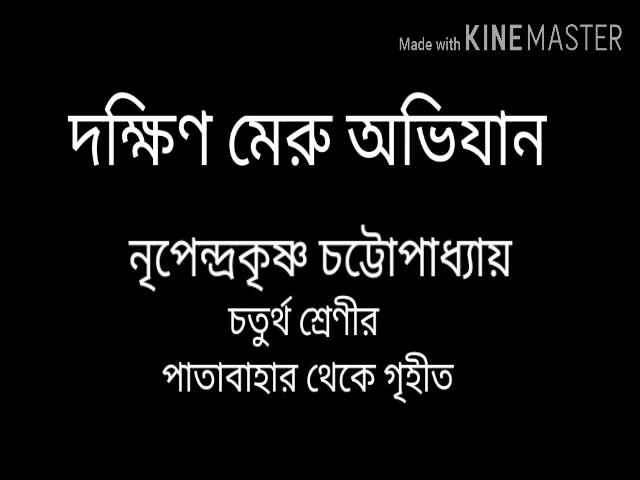 Made with KINEMASTER
দক্ষিণ মেরু অভিযান
নৃপেন্দ্রকৃষ্ণ চট্টোপাধ্যায়
চতুর্থ শ্রেণীর
পাতাবাহার থেকে গৃহীত